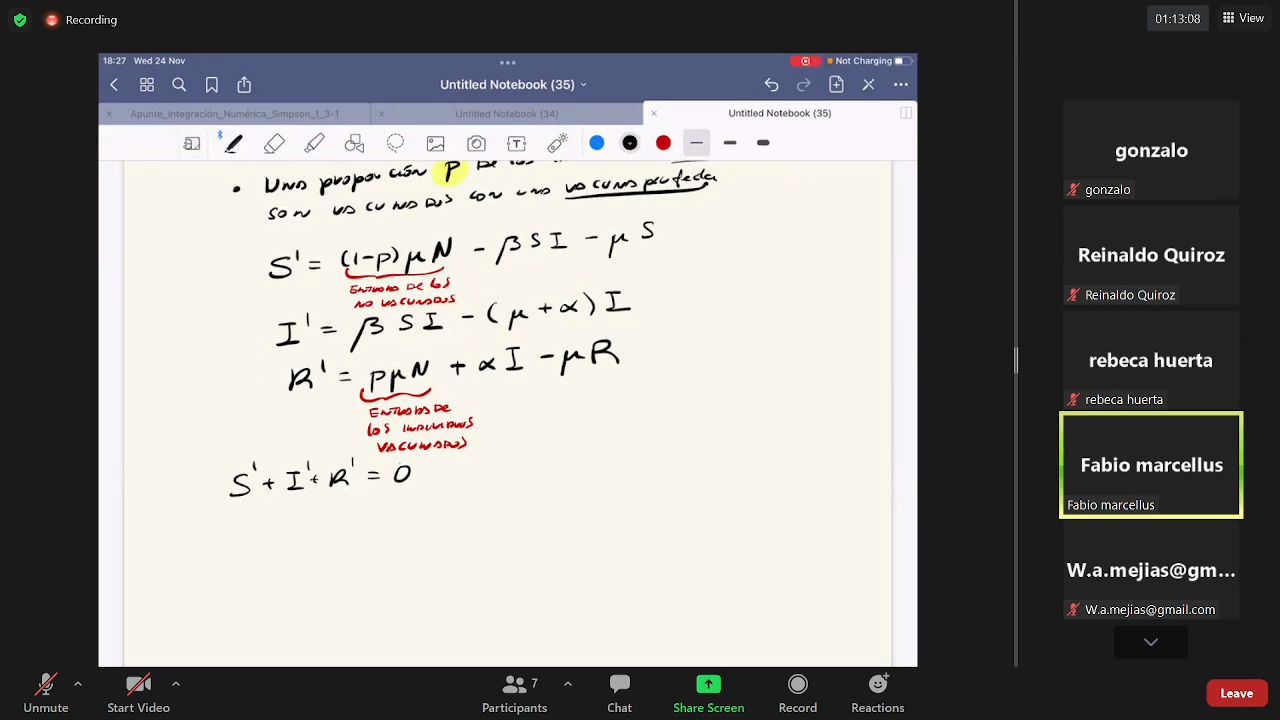 Recording
01:13:08
View
18:27 Wed 24 Nov
Not Charging
Untitled Notebook (35)
Apunte_Integración_Numérica_Simpson_1_3-1
Untitled Notebook (34)
Untitled Notebook (35)
• Una proporción p de los
son vacunados con una vacuna perfecta
S' = (1-p)μN - βSI - μS
ENTRADA DE LOS
NO VACUNADOS
I' = βSI - (μ + α) I
R' = pμN + αI - μR
ENTRADAS DE
LOS INDIVIDUOS
VACUNADOS
S' + I' + R' = 0
gonzalo
gonzalo
Reinaldo Quiroz
Reinaldo Quiroz
rebeca huerta
rebeca huerta
Fabio marcellus
Fabio marcellus
W.a.mejias@gm...
W.a.mejias@gmail.com
Unmute
Start Video
7
Participants
Chat
Share Screen
Record
Reactions
Leave